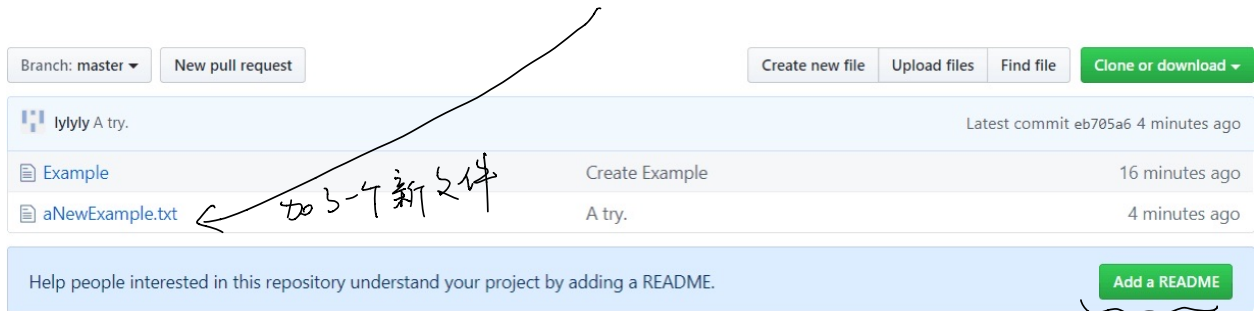 Branch: master New pull request Create new file Upload files Find file Clone or download
lylyly A try. Latest commit eb705a6 4 minutes ago
Example Create Example 16 minutes ago
加了一个新文件
aNewExample.txt A try. 4 minutes ago
Help people interested in this repository understand your project by adding a README. Add a README